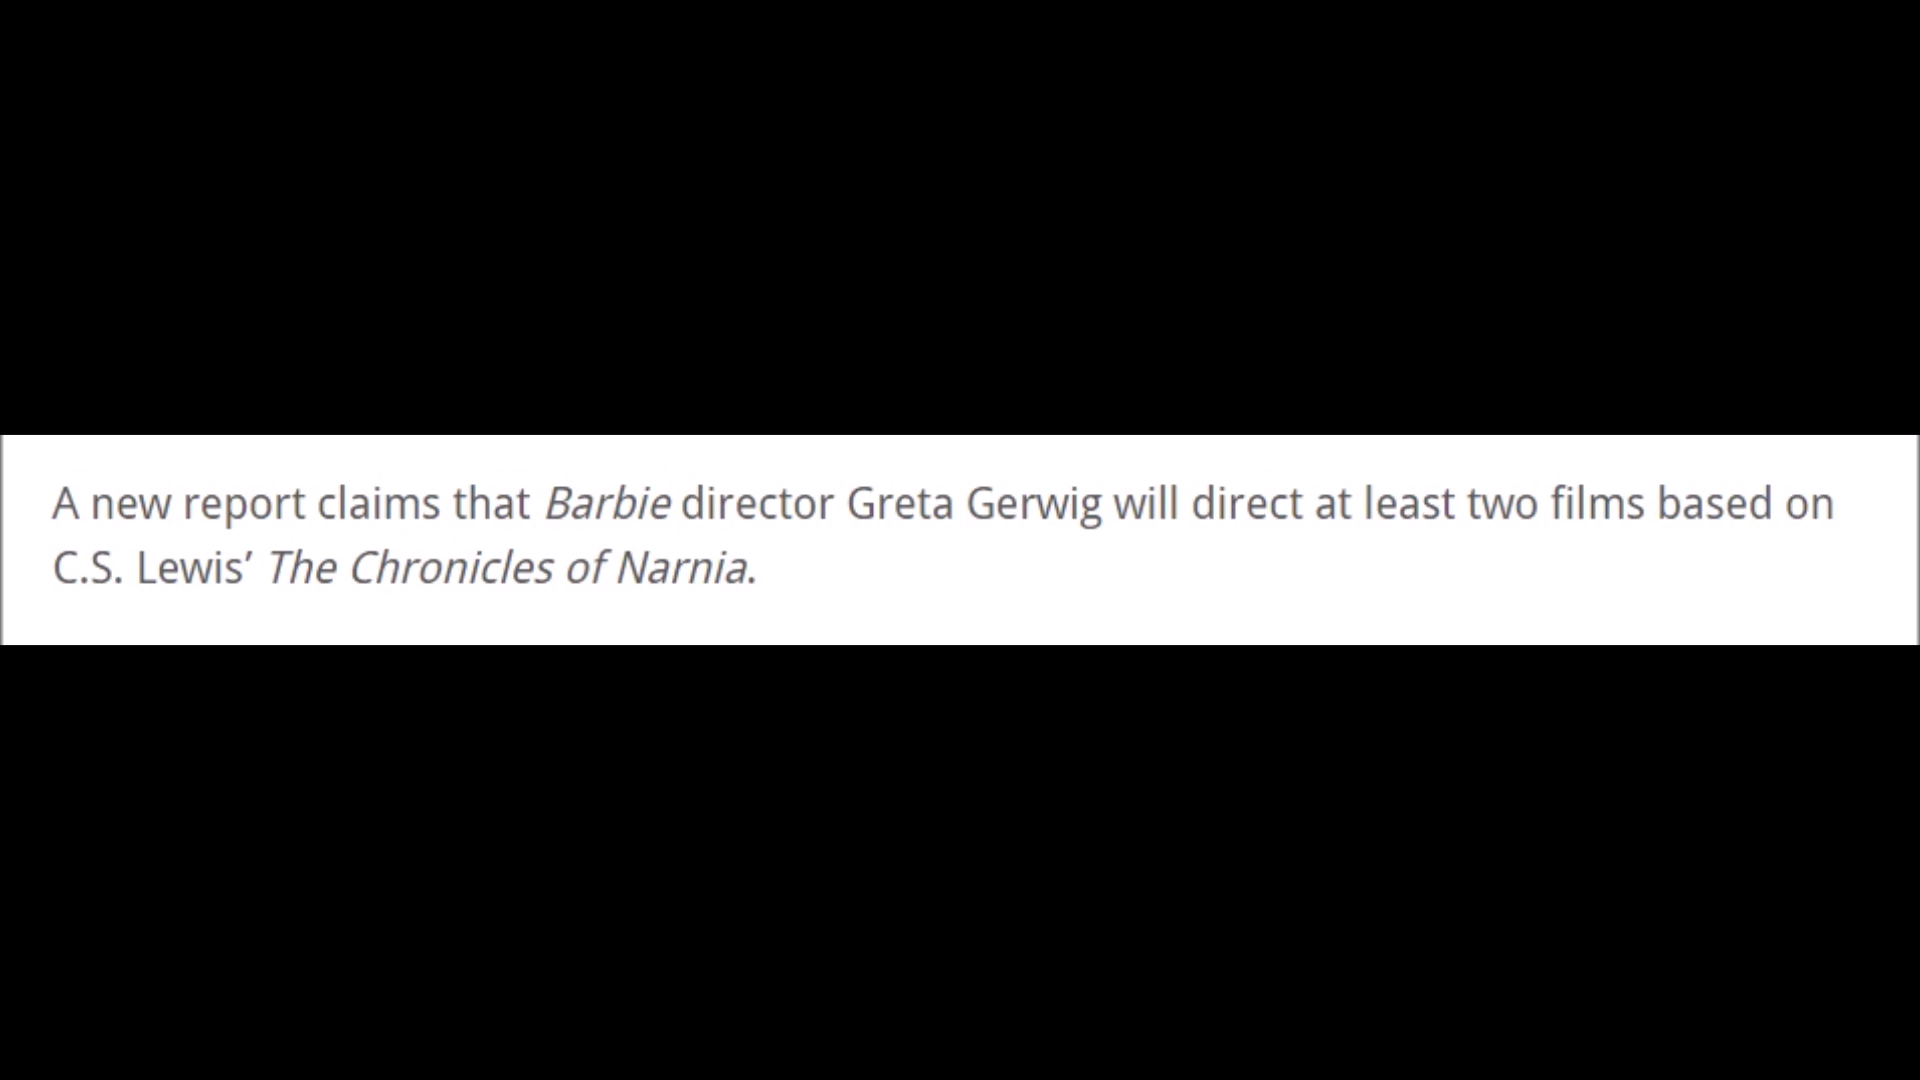 A new report claims that Barbie director Greta Gerwig will direct at least two films based on
C.S. Lewis’ The Chronicles of Narnia.